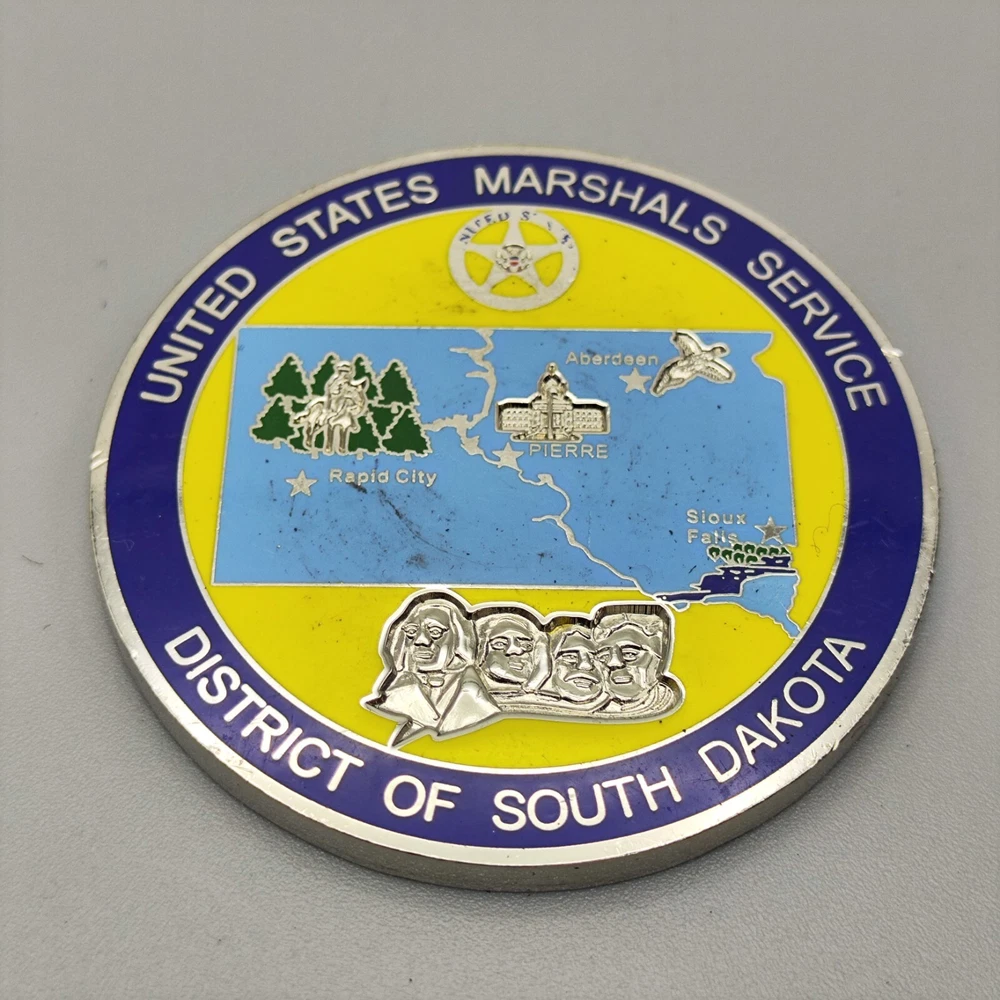 UNITED STATES MARSHALS SERVICE
Aberdeen
PIERRE
Rapid City
Sioux
Falls
DISTRICT OF SOUTH DAKOTA